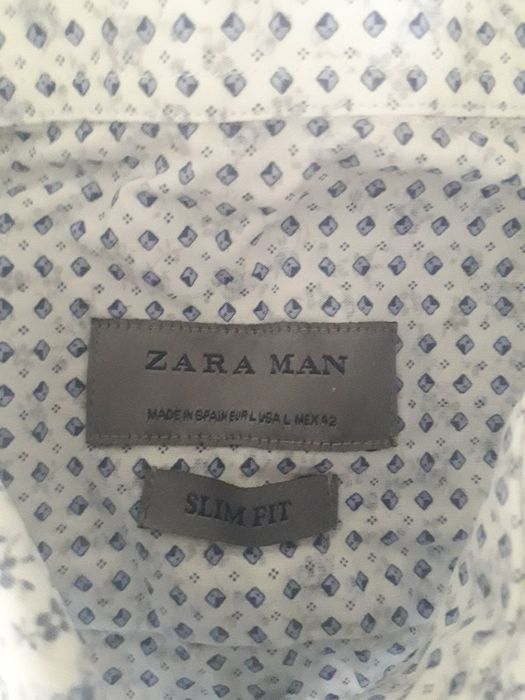 ZARA MAN
MADE IN SPAIN EUR L USA L MEX 42
SLIM FIT